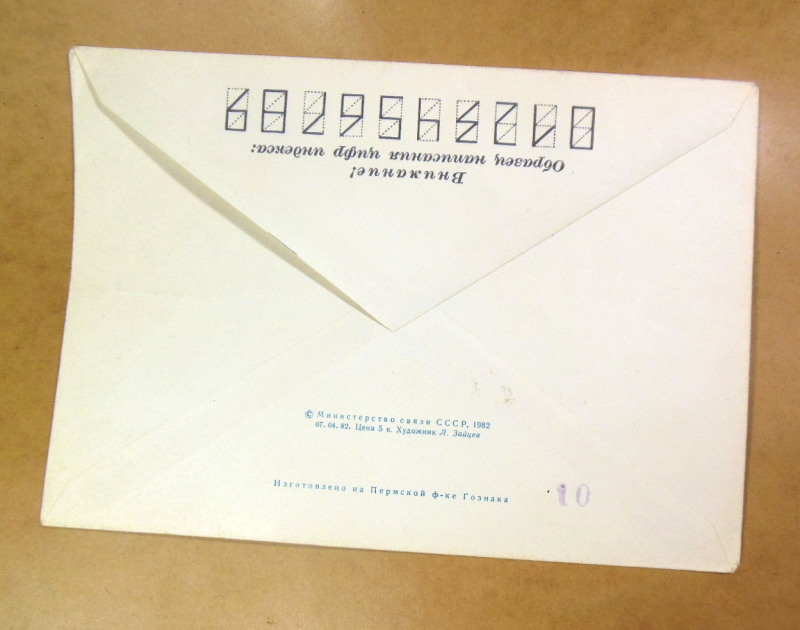 Внимание!
Образец написания цифр индекса:
0123456789
© Министерство связи СССР, 1982
07. 04. 82. Цена 5 к. Художник Л. Зайцев
Изготовлено на Пермской ф-ке Гознака
10